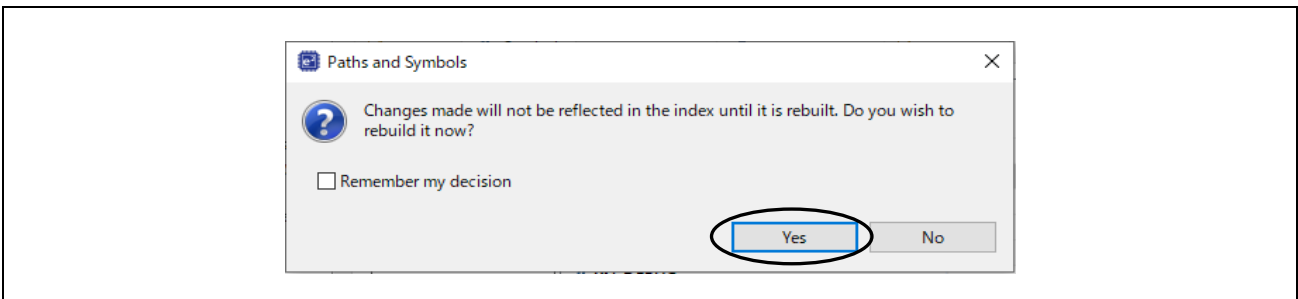 Paths and Symbols
Changes made will not be reflected in the index until it is rebuilt. Do you wish to
rebuild it now?
Remember my decision
Yes No